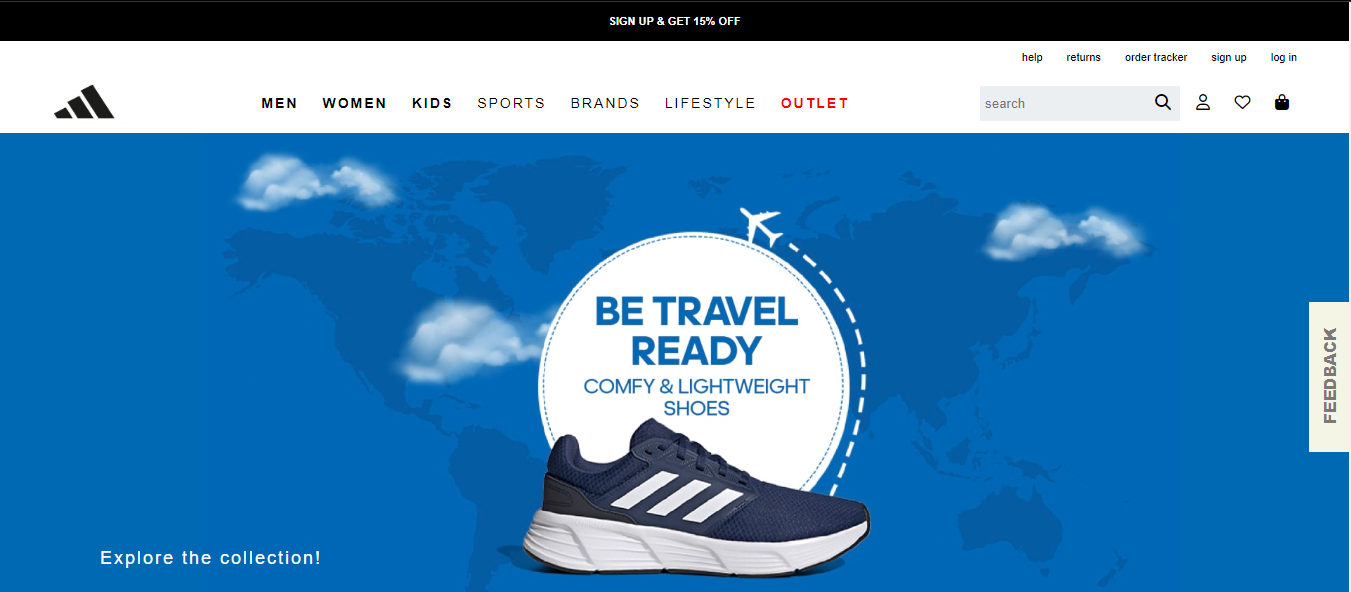 SIGN UP & GET 15% OFF
help returns order tracker sign up log in
MEN WOMEN KIDS SPORTS BRANDS LIFESTYLE OUTLET
search
BE TRAVEL
READY
COMFY & LIGHTWEIGHT
SHOES
FEEDBACK
Explore the collection!